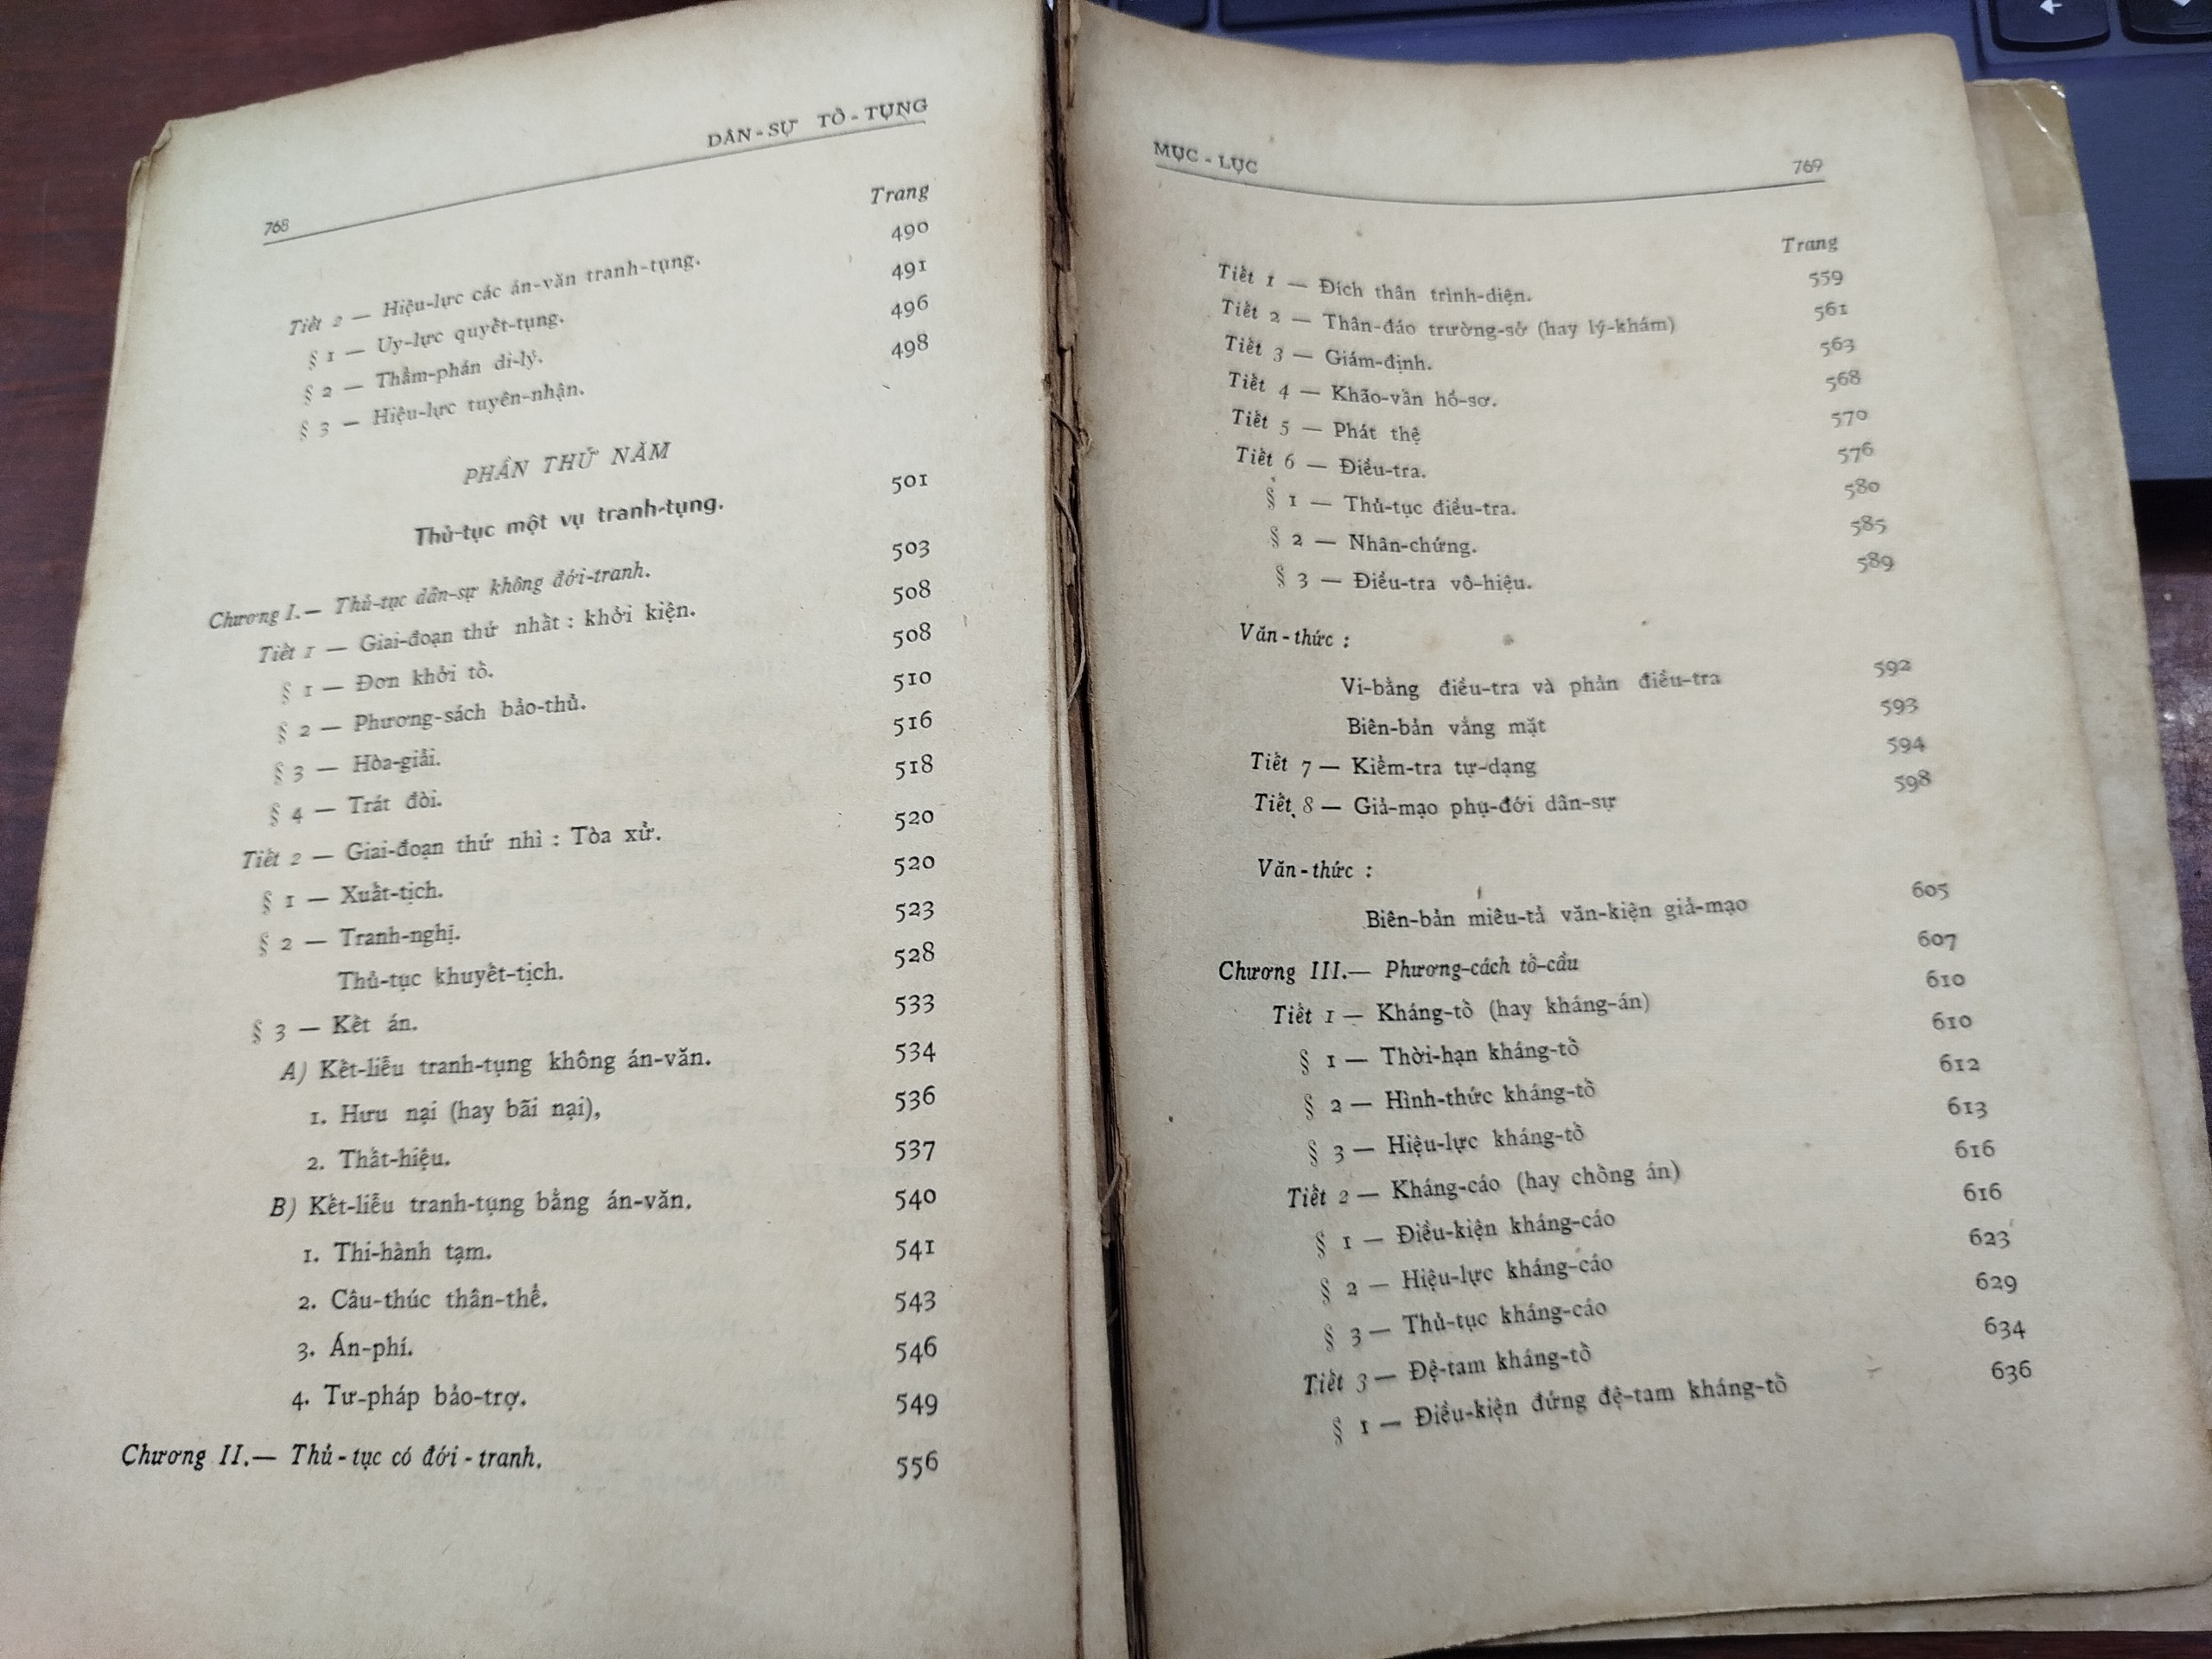 768
DÂN-SỰ TỐ-TỤNG
Trang
Tiết 2 — Hiệu-lực các án-văn tranh-tụng. 490
§ 1 — Uy-lực quyết-tụng. 491
§ 2 — Thẩm-phán di-lý. 496
§ 3 — Hiệu-lực tuyên-nhận. 498
PHẦN THỨ NĂM
Thủ-tục một vụ tranh-tụng. 501
Chương I.— Thủ-tục dân-sự không đối-tranh. 503
Tiết 1 — Giai-đoạn thứ nhất : khởi kiện. 508
§ 1 — Đơn khởi tố. 508
§ 2 — Phương-sách bảo-thủ. 510
§ 3 — Hòa-giải. 516
§ 4 — Trát đòi. 518
Tiết 2 — Giai-đoạn thứ nhì : Tòa xử. 520
§ 1 — Xuất-tịch. 520
§ 2 — Tranh-nghị. 523
Thủ-tục khuyết-tịch. 528
§ 3 — Kết án. 533
A) Kết-liễu tranh-tụng không án-văn. 534
1. Hưu nại (hay bãi nại), 536
2. Thất-hiệu. 537
B) Kết-liễu tranh-tụng bằng án-văn. 540
1. Thi-hành tạm. 541
2. Câu-thúc thân-thể. 543
3. Án-phí. 546
4. Tư-pháp bảo-trợ. 549
Chương II.— Thủ-tục có đối-tranh. 556
MỤC-LỤC
769
Trang
Tiết 1 — Đích thân trình-diện. 559
Tiết 2 — Thân-đáo trường-sở (hay lý-khám) 561
Tiết 3 — Giám-định. 563
Tiết 4 — Khảo-vấn hồ-sơ. 568
Tiết 5 — Phát thệ 570
Tiết 6 — Điều-tra. 576
§ 1 — Thủ-tục điều-tra. 580
§ 2 — Nhân-chứng. 585
§ 3 — Điều-tra vô-hiệu. 589
Văn-thức :
Vi-bằng điều-tra và phản điều-tra 592
Biên-bản vắng mặt 593
Tiết 7 — Kiểm-tra tự-dạng 594
Tiết 8 — Giả-mạo phụ-đối dân-sự 598
Văn-thức :
Biên-bản miêu-tả văn-kiện giả-mạo 605
Chương III.— Phương-cách tố-cầu 607
Tiết 1 — Kháng-tố (hay kháng-án) 610
§ 1 — Thời-hạn kháng-tố 610
§ 2 — Hình-thức kháng-tố 612
§ 3 — Hiệu-lực kháng-tố 613
Tiết 2 — Kháng-cáo (hay chống án) 616
§ 1 — Điều-kiện kháng-cáo 616
§ 2 — Hiệu-lực kháng-cáo 623
§ 3 — Thủ-tục kháng-cáo 629
Tiết 3 — Đệ-tam kháng-tố 634
§ 1 — Điều-kiện đứng đệ-tam kháng-tố 636